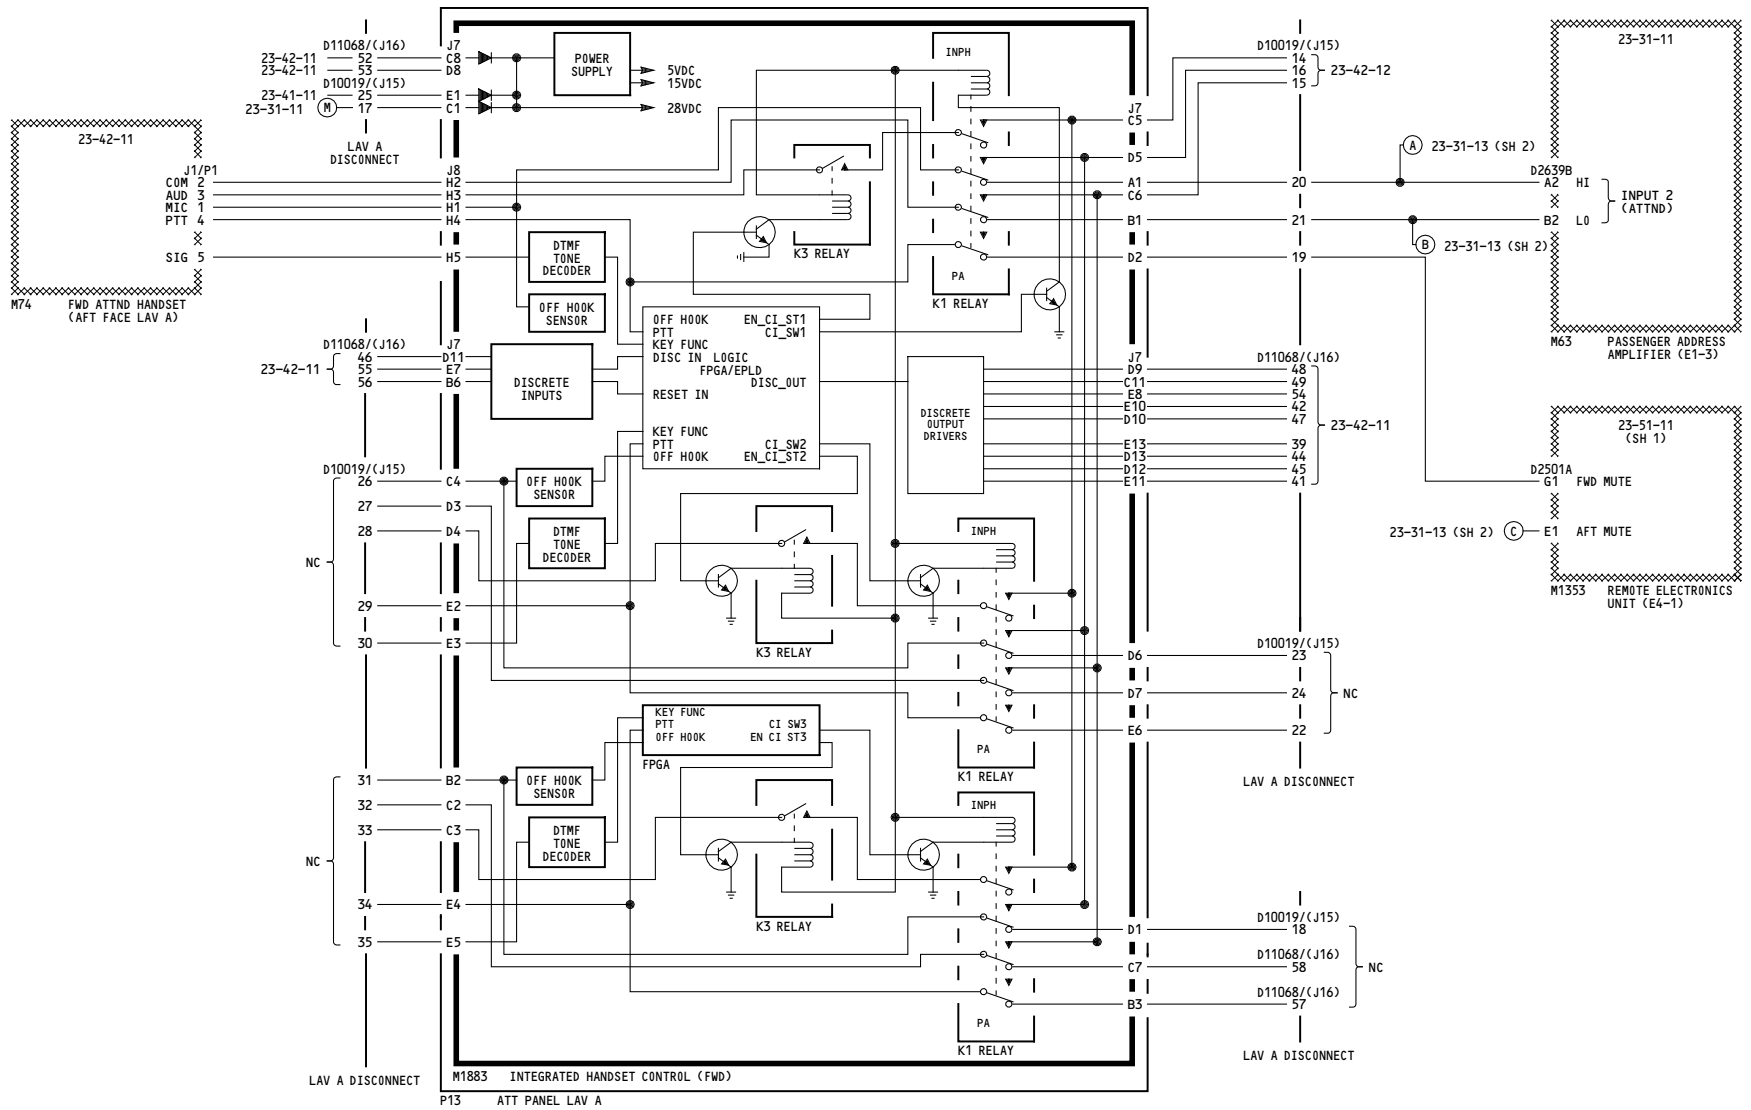 D11068/(J16)
23-42-11 52
23-42-11 53
D10019/(J15)
23-41-11 25
23-31-11 M 17
LAV A
DISCONNECT
J7
C8
D8
E1
C1
POWER
SUPPLY
5VDC
15VDC
28VDC
23-42-11
J1/P1
COM 2
AUD 3
MIC 1
PTT 4
SIG 5
M74 FWD ATTND HANDSET
(AFT FACE LAV A)
J8
H2
H3
H1
H4
H5
DTMF
TONE
DECODER
OFF HOOK
SENSOR
K3 RELAY
INPH
PA
K1 RELAY
J7
C5
D5
A1
C6
B1
D2
D10019/(J15)
14
16
15
23-42-12
20
21
19
A 23-31-13 (SH 2)
B 23-31-13 (SH 2)
23-31-11
D2639B
A2 HI
B2 LO
INPUT 2
(ATTND)
M63 PASSENGER ADDRESS
AMPLIFIER (E1-3)
D11068/(J16)
23-42-11
46
55
56
J7
D11
E7
B6
DISCRETE
INPUTS
OFF HOOK EN_CI_ST1
PTT CI_SW1
KEY FUNC
DISC IN LOGIC
FPGA/EPLD
DISC_OUT
RESET IN
KEY FUNC
PTT CI_SW2
OFF HOOK EN_CI_ST2
DISCRETE
OUTPUT
DRIVERS
J7
D9
C11
E8
E10
D10
E13
D13
D12
E11
D11068/(J16)
48
49
54
42
47
39
44
45
41
23-42-11
23-51-11
(SH 1)
D2501A
G1 FWD MUTE
23-31-13 (SH 2) C E1 AFT MUTE
M1353 REMOTE ELECTRONICS
UNIT (E4-1)
D10019/(J15)
26 C4
27 D3
28 D4
NC
29 E2
30 E3
OFF HOOK
SENSOR
DTMF
TONE
DECODER
K3 RELAY
INPH
PA
K1 RELAY
D6
D7
E6
D10019/(J15)
23
24
22
NC
LAV A DISCONNECT
KEY FUNC
PTT CI SW3
OFF HOOK EN CI ST3
FPGA
31 B2
32 C2
33 C3
NC
34 E4
35 E5
OFF HOOK
SENSOR
DTMF
TONE
DECODER
K3 RELAY
INPH
PA
K1 RELAY
D1
C7
B3
D10019/(J15)
18
D11068/(J16)
58
D11068/(J16)
57
NC
LAV A DISCONNECT
LAV A DISCONNECT
M1883 INTEGRATED HANDSET CONTROL (FWD)
P13 ATT PANEL LAV A